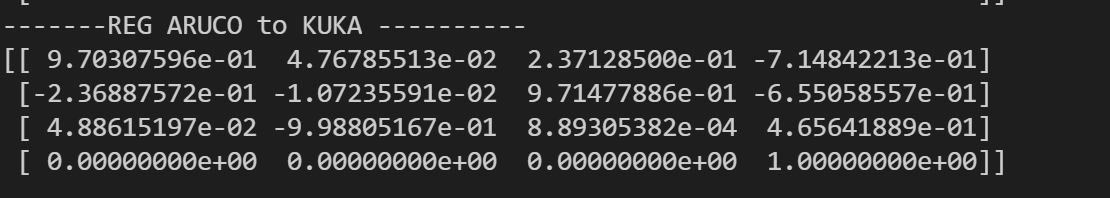 ]]
-------REG ARUCO to KUKA ----------
[[ 9.70307596e-01  4.76785513e-02  2.37128500e-01 -7.14842213e-01]
 [-2.36887572e-01 -1.07235591e-02  9.71477886e-01 -6.55058557e-01]
 [ 4.88615197e-02 -9.98805167e-01  8.89305382e-04  4.65641889e-01]
 [ 0.00000000e+00  0.00000000e+00  0.00000000e+00  1.00000000e+00]]